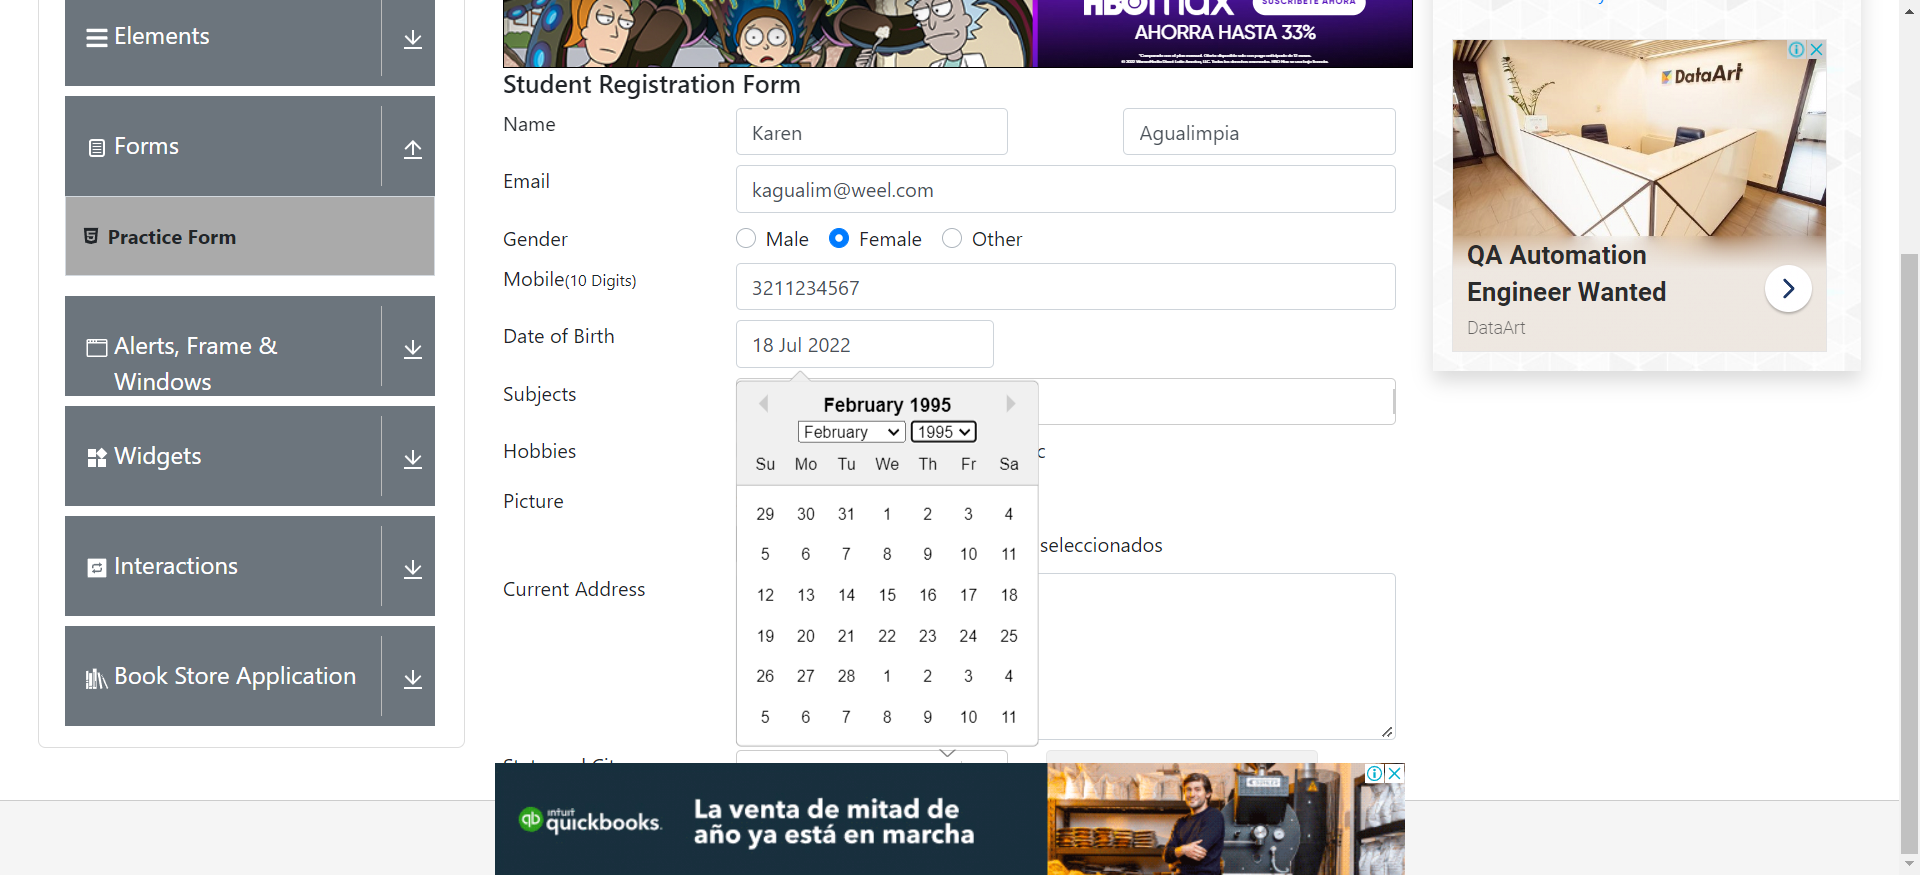 Elements
Forms
Practice Form
Alerts, Frame &
Windows
Widgets
Interactions
Book Store Application
HBOmax
SUSCRÍBETE AHORA
AHORRA HASTA 33%
Student Registration Form
Name
Karen
Agualimpia
Email
kagualim@weel.com
Gender
Male
Female
Other
Mobile(10 Digits)
3211234567
Date of Birth
18 Jul 2022
Subjects
Hobbies
c
Picture
seleccionados
Current Address
February 1995
February
1995
Su Mo Tu We Th Fr Sa
29 30 31 1 2 3 4
5 6 7 8 9 10 11
12 13 14 15 16 17 18
19 20 21 22 23 24 25
26 27 28 1 2 3 4
5 6 7 8 9 10 11
intuit
quickbooks.
La venta de mitad de
año ya está en marcha
DataArt
QA Automation
Engineer Wanted
DataArt